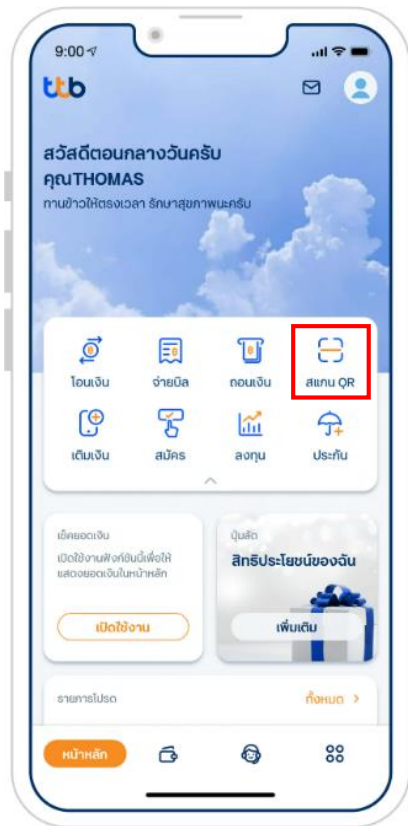 9:00
ttb
สวัสดีตอนกลางวันครับ
คุณTHOMAS
ทานข้าวให้ตรงเวลา รักษาสุขภาพนะครับ
โอนเงิน
จ่ายบิล
ถอนเงิน
สแกน QR
เติมเงิน
สมัคร
ลงทุน
ประกัน
เช็คยอดเงิน
เปิดใช้งานฟังก์ชันนี้เพื่อให้
แสดงยอดเงินในหน้าหลัก
เปิดใช้งาน
ปุ่มลัด
สิทธิประโยชน์ของฉัน
เพิ่มเติม
รายการโปรด
ทั้งหมด
หน้าหลัก